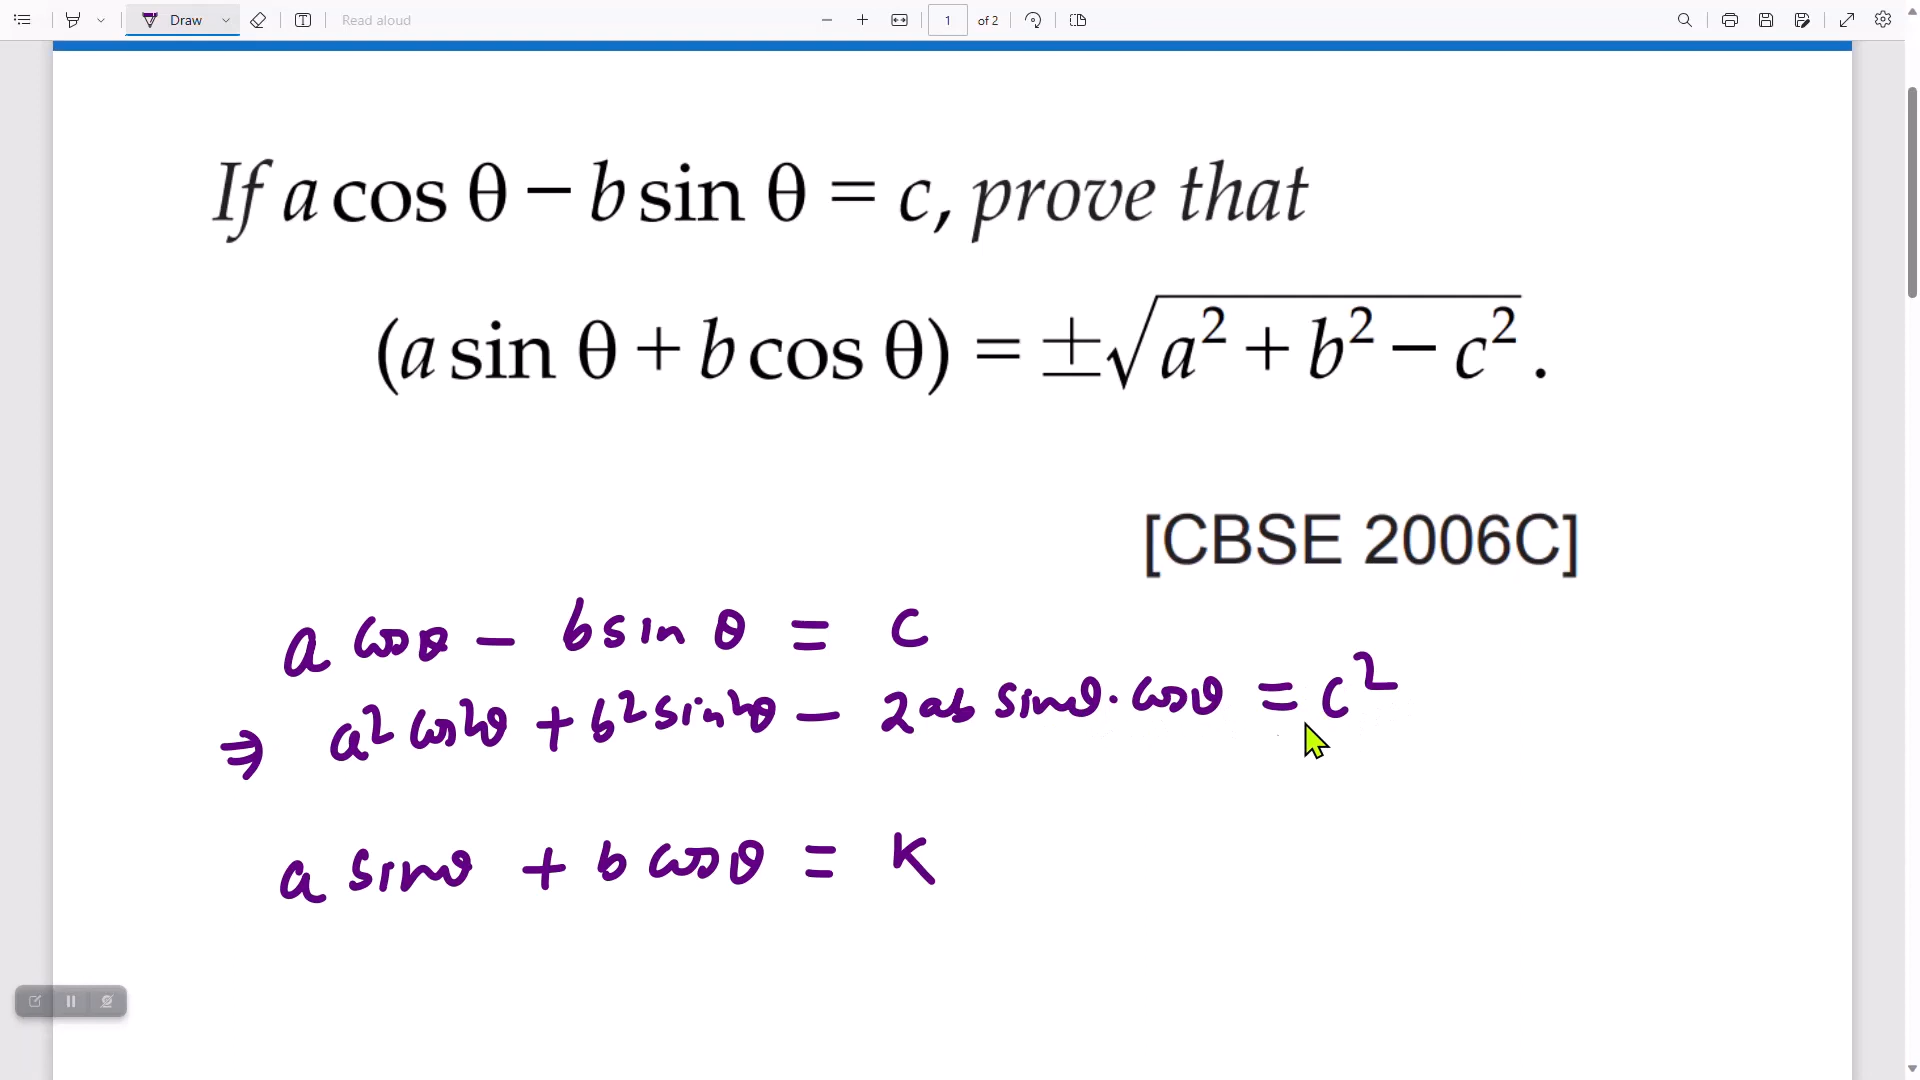 Draw Read aloud 1 of 2
If a cos θ − b sin θ = c, prove that
(a sin θ + b cos θ) = ±√a² + b² − c² .
[CBSE 2006C]
a cosθ − b sin θ = c
⇒ a² cos²θ + b² sin²θ − 2ab sinθ · cosθ = c²
a sinθ + b cosθ = K